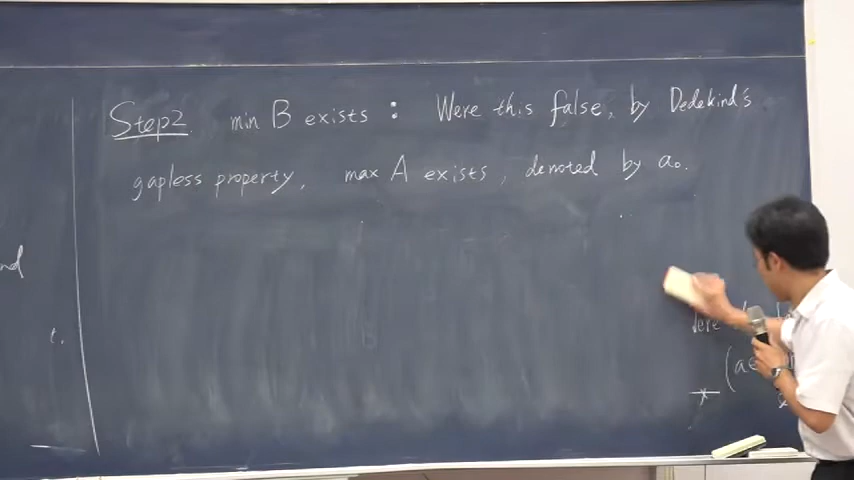 Step2. min B exists : Were this false, by Dedekind's
gapless property, max A exists, denoted by a₀.
t.
(a